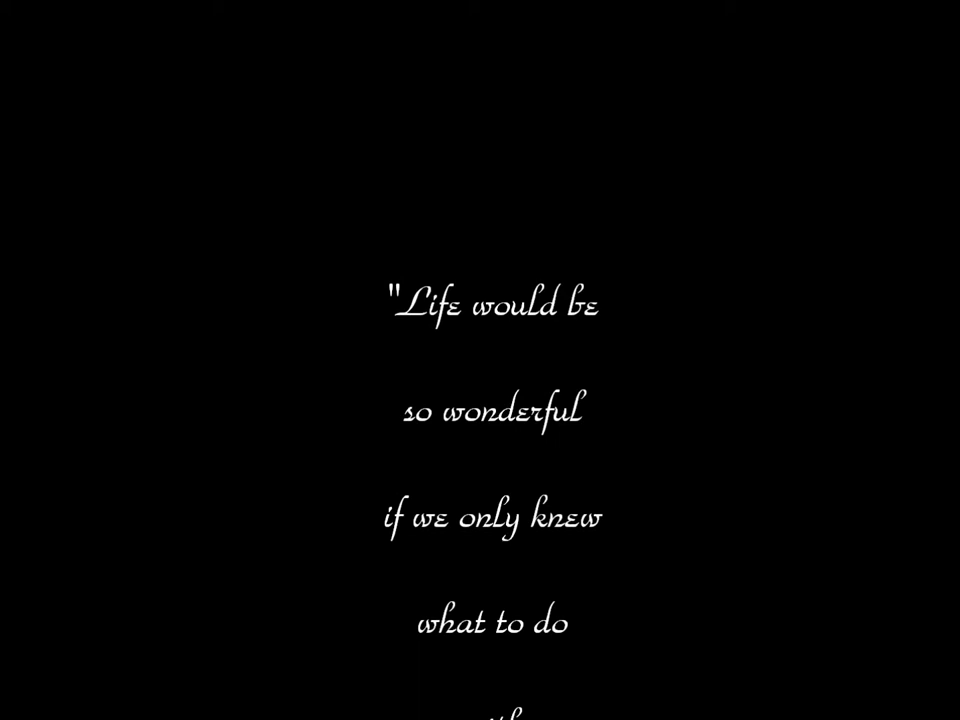 "Life would be
so wonderful
if we only knew
what to do